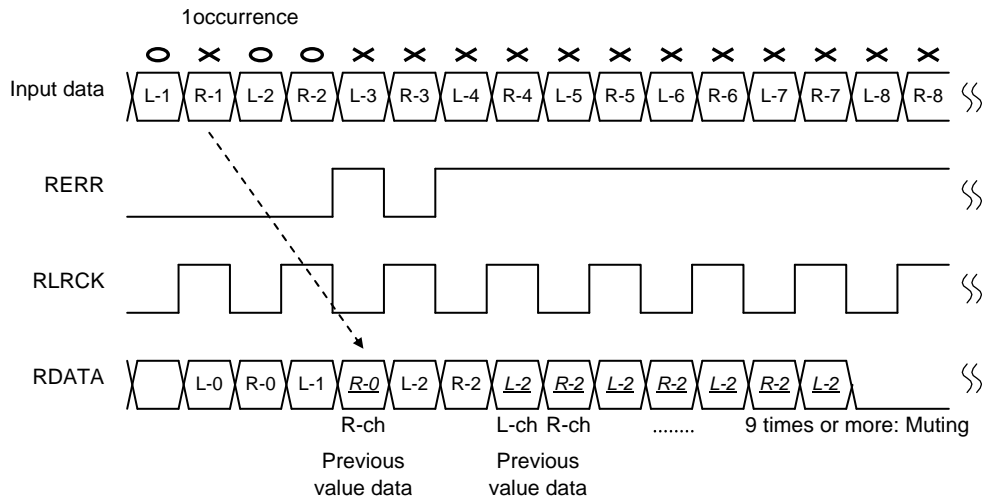 1occurrence
O X O O X X X X X X X X X X X X
Input data L-1 R-1 L-2 R-2 L-3 R-3 L-4 R-4 L-5 R-5 L-6 R-6 L-7 R-7 L-8 R-8
RERR
RLRCK
RDATA L-0 R-0 L-1 R-0 L-2 R-2 L-2 R-2 L-2 R-2 L-2 R-2 L-2
R-ch L-ch R-ch ........ 9 times or more: Muting
Previous Previous
value data value data